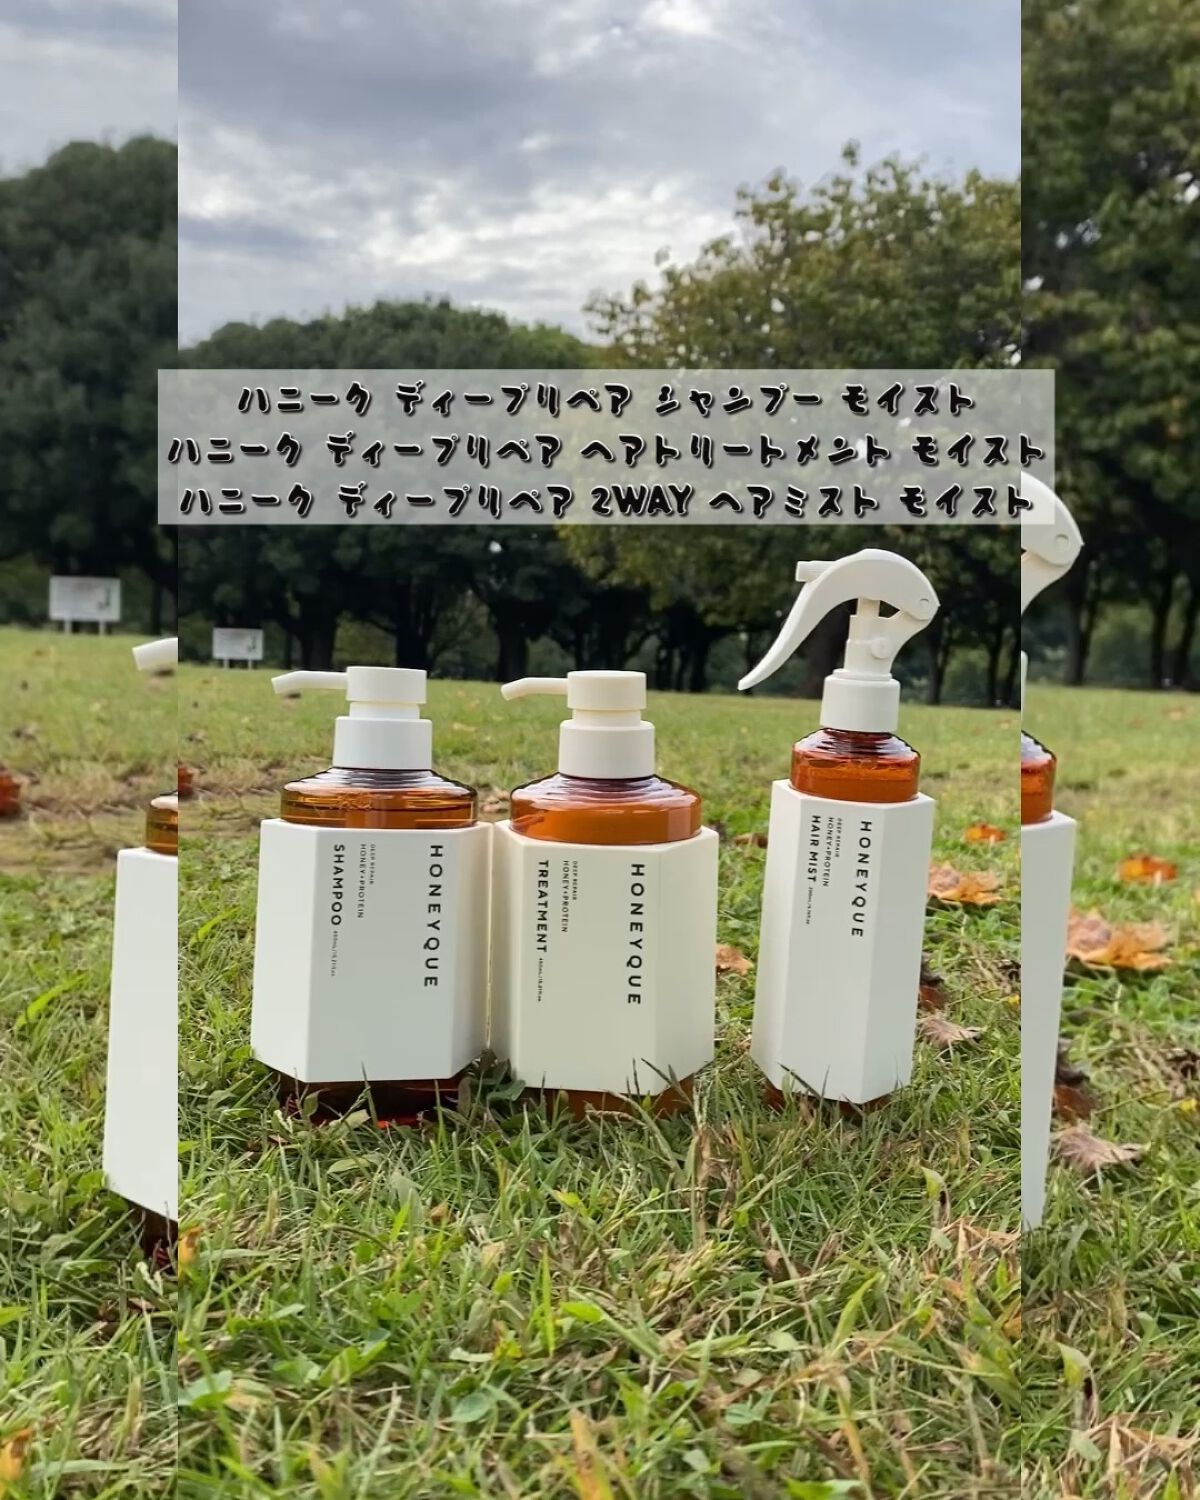 ハニーク ディープリペア シャンプー モイスト
ハニーク ディープリペア ヘアトリートメント モイスト
ハニーク ディープリペア 2WAY ヘアミスト モイスト
HONEYQUE
DEEP REPAIR
HONEY+PROTEIN
SHAMPOO
HONEYQUE
DEEP REPAIR
HONEY+PROTEIN
TREATMENT
HONEYQUE
DEEP REPAIR
HONEY+PROTEIN
HAIR MIST